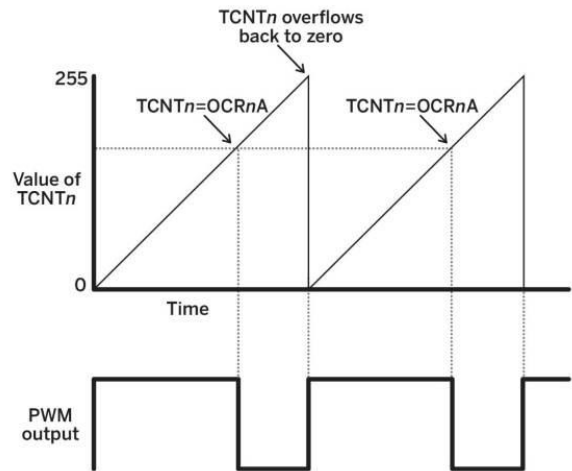 TCNTn overflows
back to zero
255
TCNTn=OCRnA
TCNTn=OCRnA
Value of
TCNTn
0
Time
PWM
output